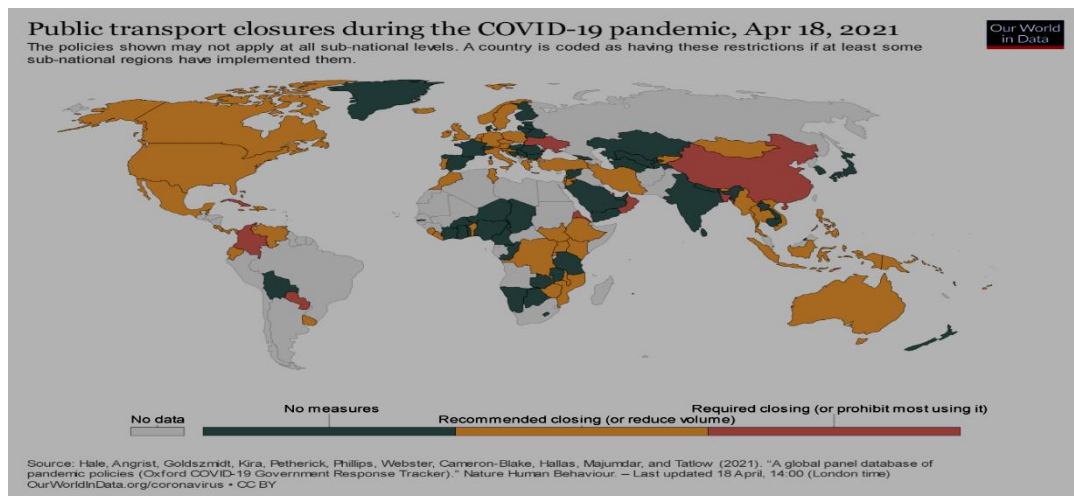 Public transport closures during the COVID-19 pandemic, Apr 18, 2021
The policies shown may not apply at all sub-national levels. A country is coded as having these restrictions if at least some
sub-national regions have implemented them.
Our World
in Data
No data
No measures
Recommended closing (or reduce volume)
Required closing (or prohibit most using it)
Source: Hale, Angrist, Goldszmidt, Kira, Petherick, Phillips, Webster, Cameron-Blake, Hallas, Majumdar, and Tatlow (2021). "A global panel database of
pandemic policies (Oxford COVID-19 Government Response Tracker)." Nature Human Behaviour. – Last updated 18 April, 14:00 (London time)
OurWorldInData.org/coronavirus • CC BY